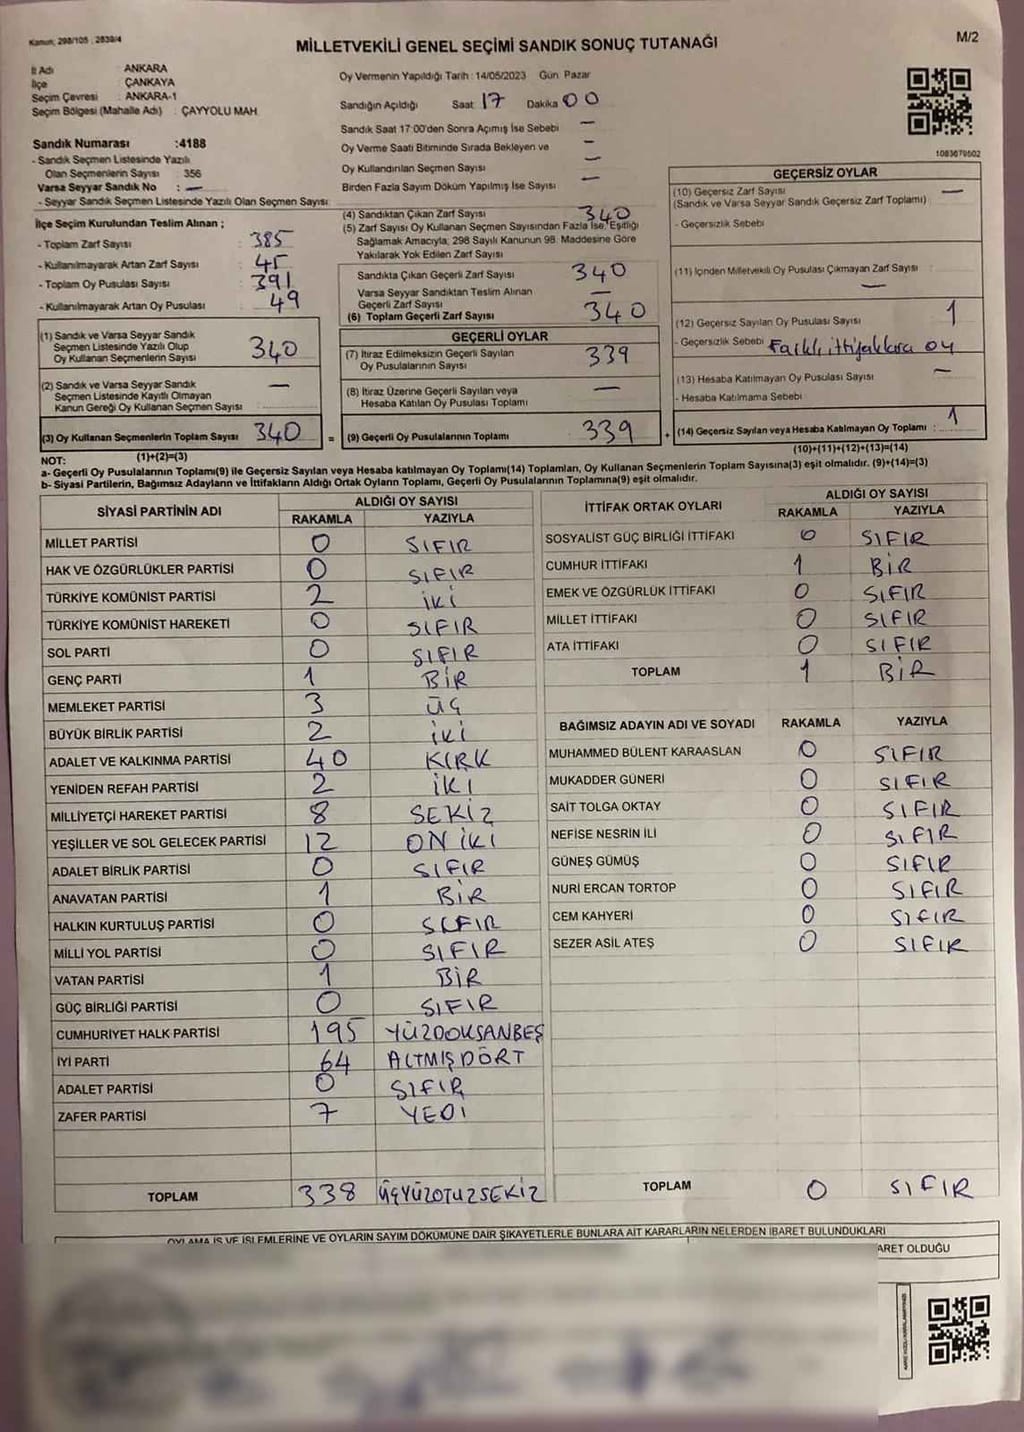 Kanun; 298/105 , 2839/4
MİLLETVEKİLİ GENEL SEÇİMİ SANDIK SONUÇ TUTANAĞI
M/2
İl Adı : ANKARA
İlçe : ÇANKAYA
Seçim Çevresi : ANKARA-1
Seçim Bölgesi (Mahalle Adı) : ÇAYYOLU MAH
Sandık Numarası :4188
- Sandık Seçmen Listesinde Yazılı
Olan Seçmenlerin Sayısı : 356
Varsa Seyyar Sandık No : —
- Seyyar Sandık Seçmen Listesinde Yazılı Olan Seçmen Sayısı:
Oy Vermenin Yapıldığı Tarih : 14/05/2023 Gün: Pazar
Sandığın Açıldığı Saat: 17 Dakika: 00
Sandık Saat 17:00'den Sonra Açılmış İse Sebebi : —
Oy Verme Saati Bitiminde Sırada Bekleyen ve : —
Oy Kullandırılan Seçmen Sayısı : —
Birden Fazla Sayım Döküm Yapılmış İse Sayısı : —
1083679502
İlçe Seçim Kurulundan Teslim Alınan ;
- Toplam Zarf Sayısı : 385
- Kullanılmayarak Artan Zarf Sayısı : 45
- Toplam Oy Pusulası Sayısı : 391
- Kullanılmayarak Artan Oy Pusulası : 49
(1) Sandık ve Varsa Seyyar Sandık
Seçmen Listesinde Yazılı Olup
Oy Kullanan Seçmenlerin Sayısı : 340
(2) Sandık ve Varsa Seyyar Sandık
Seçmen Listesinde Kayıtlı Olmayan
Kanun Gereği Oy Kullanan Seçmen Sayısı : —
(3) Oy Kullanan Seçmenlerin Toplam Sayısı : 340
(1)+(2)=(3)
(4) Sandıktan Çıkan Zarf Sayısı : 340
(5) Zarf Sayısı Oy Kullanan Seçmen Sayısından Fazla İse, Eşitliği
Sağlamak Amacıyla; 298 Sayılı Kanunun 98. Maddesine Göre
Yakılarak Yok Edilen Zarf Sayısı :
Sandıkta Çıkan Geçerli Zarf Sayısı : 340
Varsa Seyyar Sandıktan Teslim Alınan
Geçerli Zarf Sayısı : —
(6) Toplam Geçerli Zarf Sayısı : 340
GEÇERLİ OYLAR
(7) İtiraz Edilmeksizin Geçerli Sayılan
Oy Pusulalarının Sayısı : 339
(8) İtiraz Üzerine Geçerli Sayılan veya
Hesaba Katılan Oy Pusulası Toplamı : —
= (9) Geçerli Oy Pusulalarının Toplamı : 339
GEÇERSİZ OYLAR
(10) Geçersiz Zarf Sayısı : —
(Sandık ve Varsa Seyyar Sandık Geçersiz Zarf Toplamı)
- Geçersizlik Sebebi :
(11) İçinden Milletvekili Oy Pusulası Çıkmayan Zarf Sayısı :
—
(12) Geçersiz Sayılan Oy Pusulası Sayısı : 1
- Geçersizlik Sebebi : Farklı ittifaklara oy
(13) Hesaba Katılmayan Oy Pusulası Sayısı : —
- Hesaba Katılmama Sebebi :
+ (14) Geçersiz Sayılan veya Hesaba Katılmayan Oy Toplamı : 1
(10)+(11)+(12)+(13)=(14)
NOT:
a- Geçerli Oy Pusulalarının Toplamı(9) ile Geçersiz Sayılan veya Hesaba katılmayan Oy Toplamı(14) Toplamları, Oy Kullanan Seçmenlerin Toplam Sayısına(3) eşit olmalıdır. (9)+(14)=(3)
b- Siyasi Partilerin, Bağımsız Adayların ve İttifakların Aldığı Ortak Oyların Toplamı, Geçerli Oy Pusulalarının Toplamına(9) eşit olmalıdır.
SİYASİ PARTİNİN ADI ALDIĞI OY SAYISI
RAKAMLA YAZIYLA
MİLLET PARTİSİ 0 SIFIR
HAK VE ÖZGÜRLÜKLER PARTİSİ 0 SIFIR
TÜRKİYE KOMÜNİST PARTİSİ 2 İKİ
TÜRKİYE KOMÜNİST HAREKETİ 0 SIFIR
SOL PARTİ 0 SIFIR
GENÇ PARTİ 1 BİR
MEMLEKET PARTİSİ 3 ÜÇ
BÜYÜK BİRLİK PARTİSİ 2 İKİ
ADALET VE KALKINMA PARTİSİ 40 KIRK
YENİDEN REFAH PARTİSİ 2 İKİ
MİLLİYETÇİ HAREKET PARTİSİ 8 SEKİZ
YEŞİLLER VE SOL GELECEK PARTİSİ 12 ON İKİ
ADALET BİRLİK PARTİSİ 0 SIFIR
ANAVATAN PARTİSİ 1 BİR
HALKIN KURTULUŞ PARTİSİ 0 SIFIR
MİLLİ YOL PARTİSİ 0 SIFIR
VATAN PARTİSİ 1 BİR
GÜÇ BİRLİĞİ PARTİSİ 0 SIFIR
CUMHURİYET HALK PARTİSİ 195 YÜZDOKSANBEŞ
İYİ PARTİ 64 ALTMIŞDÖRT
ADALET PARTİSİ 0 SIFIR
ZAFER PARTİSİ 7 YEDİ
TOPLAM 338 ÜÇYÜZOTUZSEKİZ
İTTİFAK ORTAK OYLARI ALDIĞI OY SAYISI
RAKAMLA YAZIYLA
SOSYALİST GÜÇ BİRLİĞİ İTTİFAKI 0 SIFIR
CUMHUR İTTİFAKI 1 BİR
EMEK VE ÖZGÜRLÜK İTTİFAKI 0 SIFIR
MİLLET İTTİFAKI 0 SIFIR
ATA İTTİFAKI 0 SIFIR
TOPLAM 1 BİR
BAĞIMSIZ ADAYIN ADI VE SOYADI RAKAMLA YAZIYLA
MUHAMMED BÜLENT KARAASLAN 0 SIFIR
MUKADDER GÜNERİ 0 SIFIR
SAİT TOLGA OKTAY 0 SIFIR
NEFİSE NESRİN İLİ 0 SIFIR
GÜNEŞ GÜMÜŞ 0 SIFIR
NURİ ERCAN TORTOP 0 SIFIR
CEM KAHYERİ 0 SIFIR
SEZER ASİL ATEŞ 0 SIFIR
TOPLAM 0 SIFIR
OYLAMA İŞ VE İŞLEMLERİNE VE OYLARIN SAYIM DÖKÜMÜNE DAİR ŞİKAYETLERLE BUNLARA AİT KARARLARIN NELERDEN İBARET BULUNDUKLARI
ARET OLDUĞU